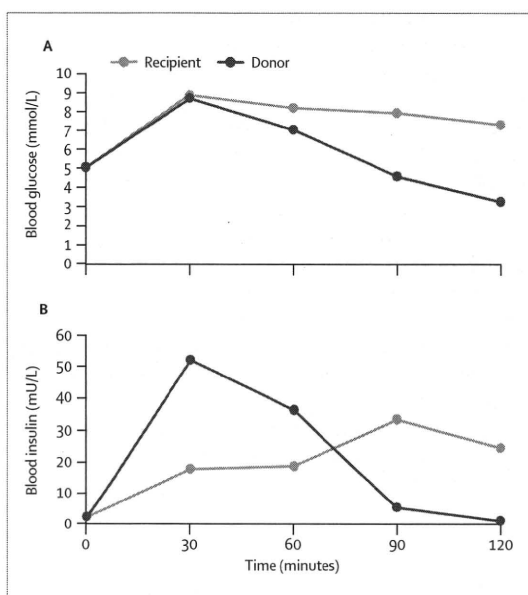 A
Recipient Donor
10
9
8
7
6
5
4
3
2
1
0
Blood glucose (mmol/L)
B
60
50
40
30
20
10
0
Blood insulin (mU/L)
0 30 60 90 120
Time (minutes)